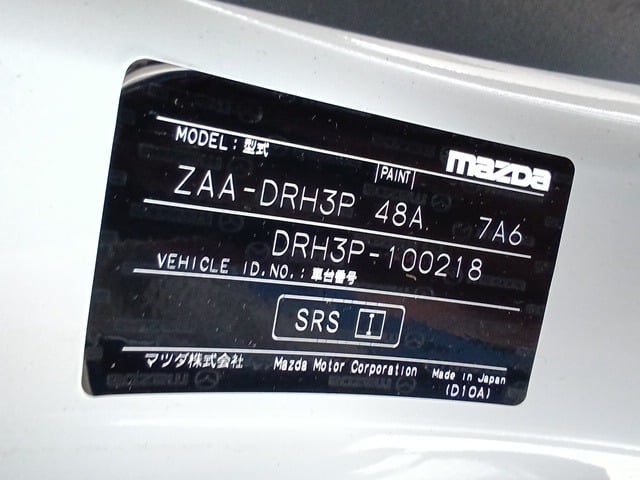 MODEL : 型式
PAINT
mazda
ZAA-DRH3P 48A 7A6
DRH3P-100218
VEHICLE ID.NO.: 車台番号
SRS I
マツダ株式会社 Mazda Motor Corporation Made in Japan
(D10A)